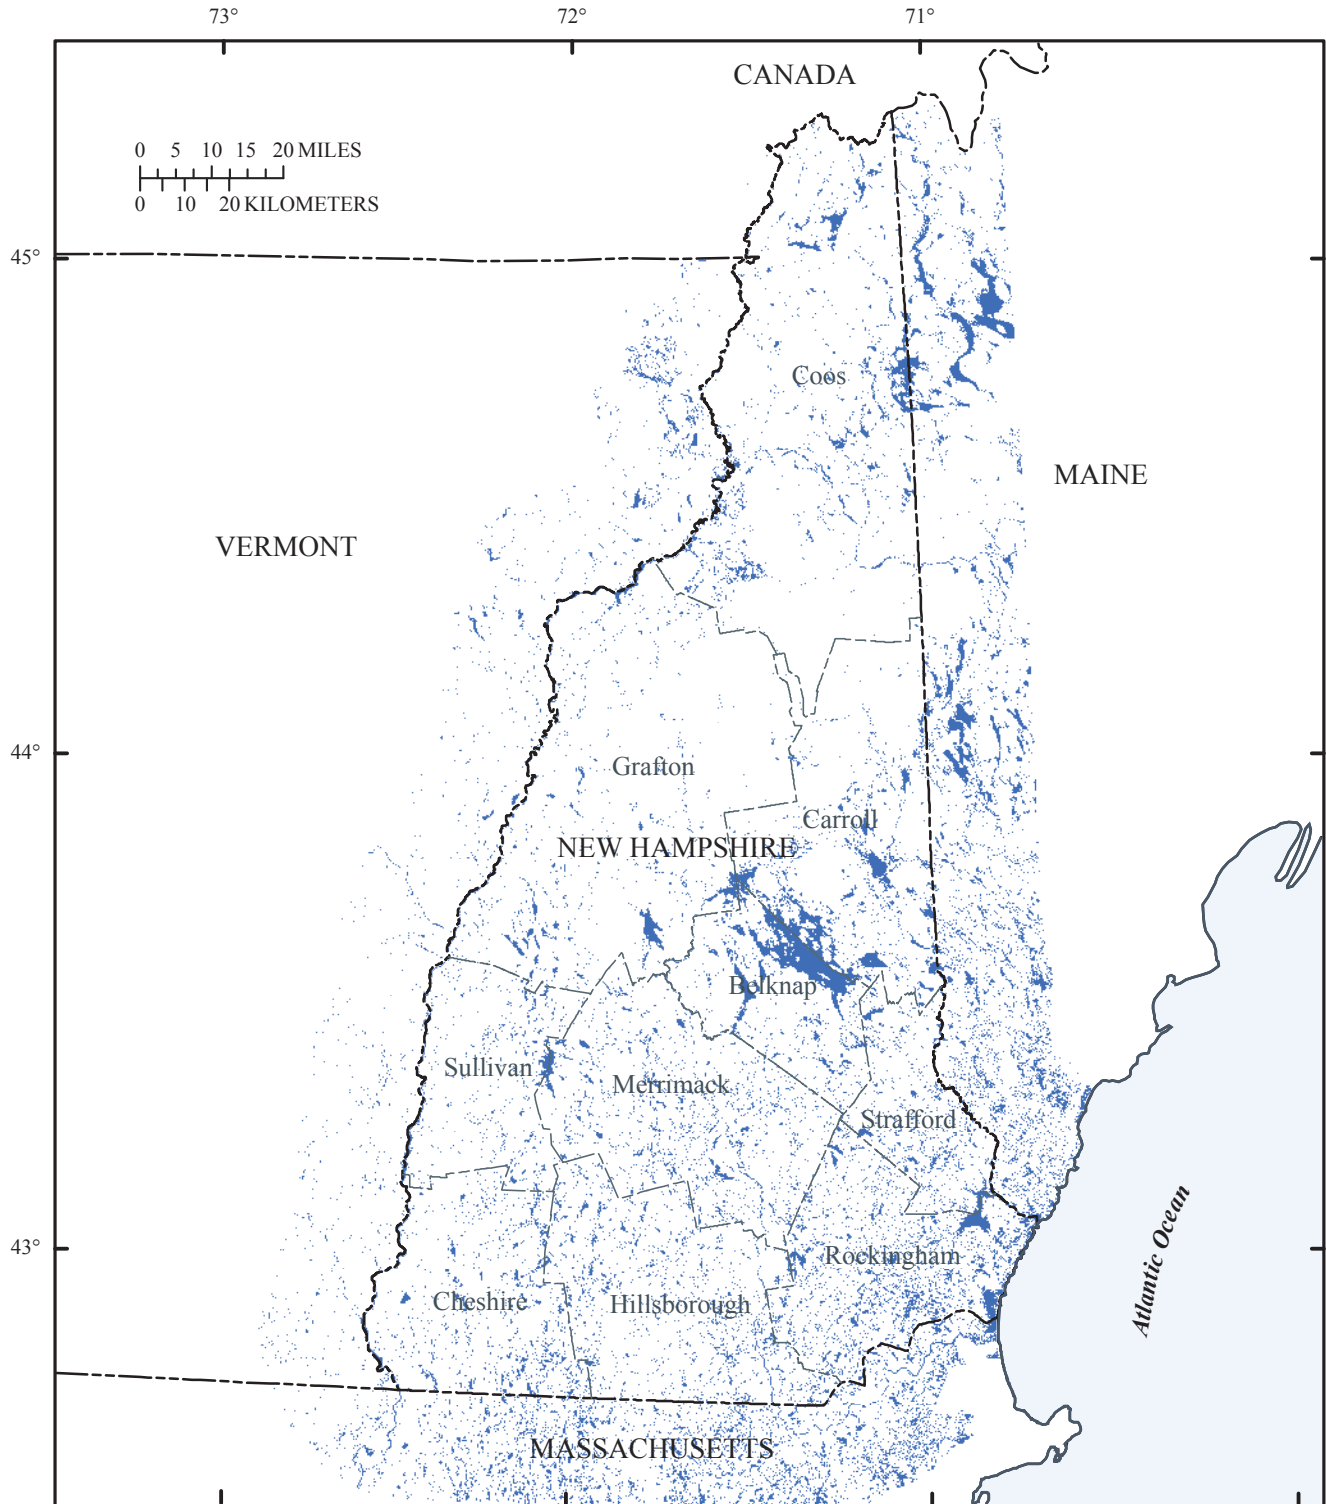 73° 72° 71°
CANADA
0 5 10 15 20 MILES
0 10 20 KILOMETERS
45°
Coos
MAINE
VERMONT
44°
Grafton
Carroll
NEW HAMPSHIRE
Belknap
Sullivan
Merrimack
Strafford
Atlantic Ocean
43°
Rockingham
Cheshire
Hillsborough
MASSACHUSETTS